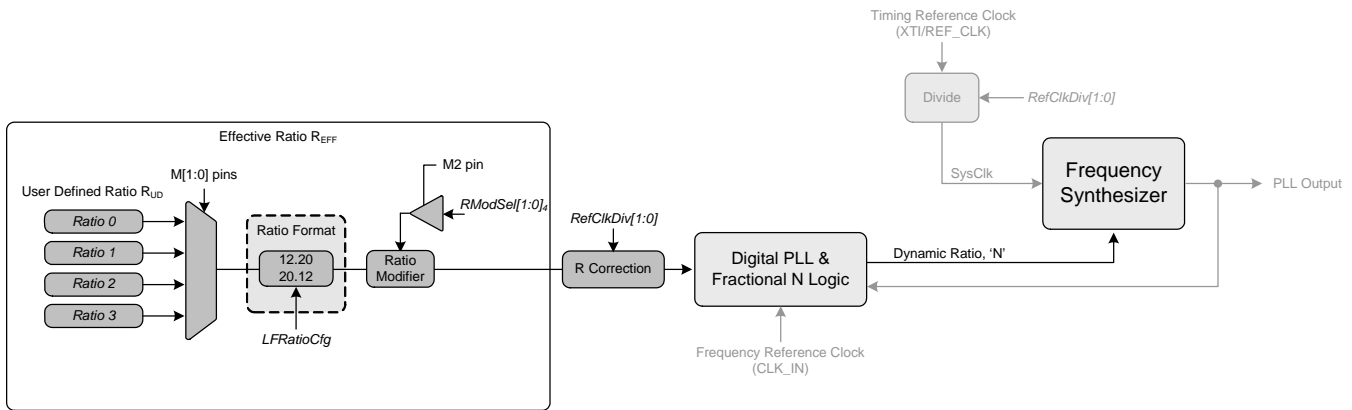 Timing Reference Clock
(XTI/REF_CLK)
Divide
RefClkDiv[1:0]
Effective Ratio REFF
M[1:0] pins
M2 pin
User Defined Ratio RUD
SysClk
Frequency
Synthesizer
PLL Output
Ratio 0
Ratio 1
Ratio 2
Ratio 3
Ratio Format
12.20
20.12
LFRatioCfg
RModSel[1:0]4
Ratio
Modifier
RefClkDiv[1:0]
R Correction
Digital PLL &
Fractional N Logic
Dynamic Ratio, 'N'
Frequency Reference Clock
(CLK_IN)